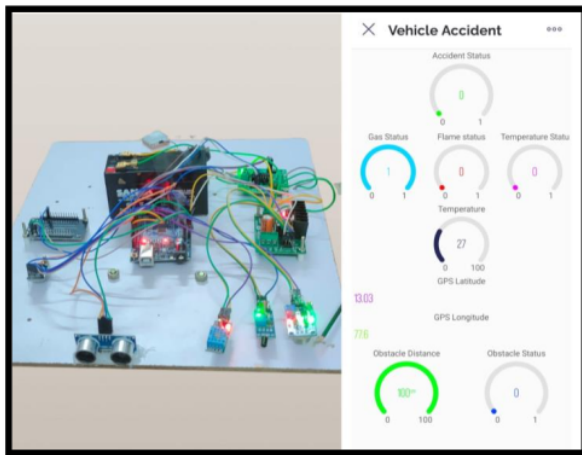 Vehicle Accident
Accident Status
0
0 1
Gas Status Flame status Temperature Statu
1 0 0
0 1 0 1 0 1
Temperature
27
0 100
GPS Latitude
13.03
GPS Longitude
77.6
Obstacle Distance Obstacle Status
100 0
0 100 0 1